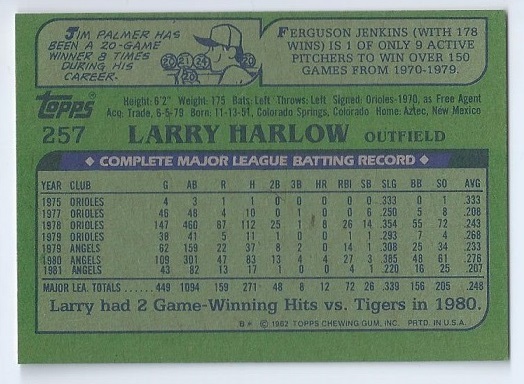 JIM PALMER HAS
BEEN A 20-GAME
WINNER 8 TIMES
DURING HIS
CAREER.
20 21 24
20
FERGUSON JENKINS (WITH 178
WINS) IS 1 OF ONLY 9 ACTIVE
PITCHERS TO WIN OVER 150
GAMES FROM 1970-1979.
TOPPS®
Height: 6'2" Weight: 175 Bats: Left Throws: Left Signed: Orioles-1970, as Free Agent
Acq: Trade, 6-5-79 Born: 11-13-51, Colorado Springs, Colorado Home: Aztec, New Mexico
257 LARRY HARLOW OUTFIELD
COMPLETE MAJOR LEAGUE BATTING RECORD
YEAR CLUB G AB R H 2B 3B HR RBI SB SLG BB SO AVG
1975 ORIOLES 4 3 1 1 0 0 0 0 0 .333 0 1 .333
1977 ORIOLES 46 48 4 10 0 1 0 0 6 .250 5 8 .208
1978 ORIOLES 147 460 87 112 25 1 8 26 14 .354 55 72 .243
1979 ORIOLES 38 41 5 11 1 0 0 1 1 .293 7 4 .268
1979 ANGELS 62 159 22 37 8 2 0 14 1 .308 25 34 .233
1980 ANGELS 109 301 47 83 13 4 4 27 3 .385 48 61 .276
1981 ANGELS 43 82 13 17 1 0 0 4 1 .220 16 25 .207
MAJOR LEA. TOTALS 449 1094 159 271 48 8 12 72 26 .339 156 205 .248
Larry had 2 Game-Winning Hits vs. Tigers in 1980.
B* © 1982 TOPPS CHEWING GUM, INC. PRTD. IN U.S.A.